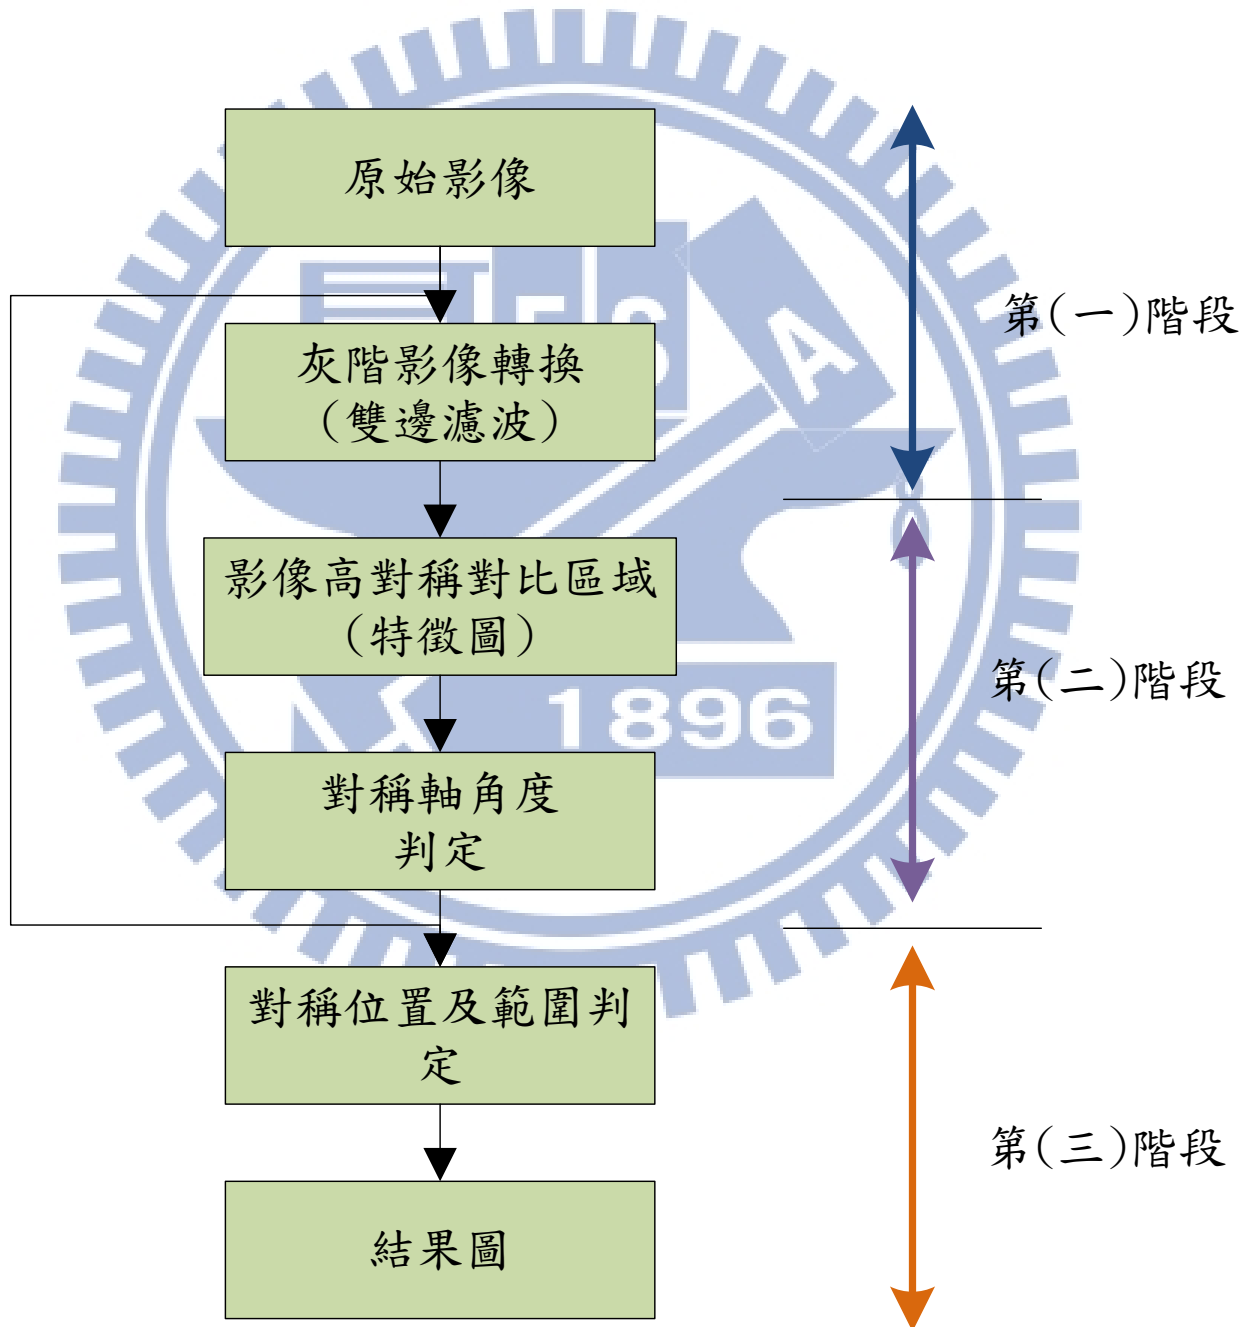 原始影像
灰階影像轉換
(雙邊濾波)
影像高對稱對比區域
(特徵圖)
對稱軸角度
判定
對稱位置及範圍判
定
結果圖
第(一)階段
第(二)階段
第(三)階段
E S
A
1896